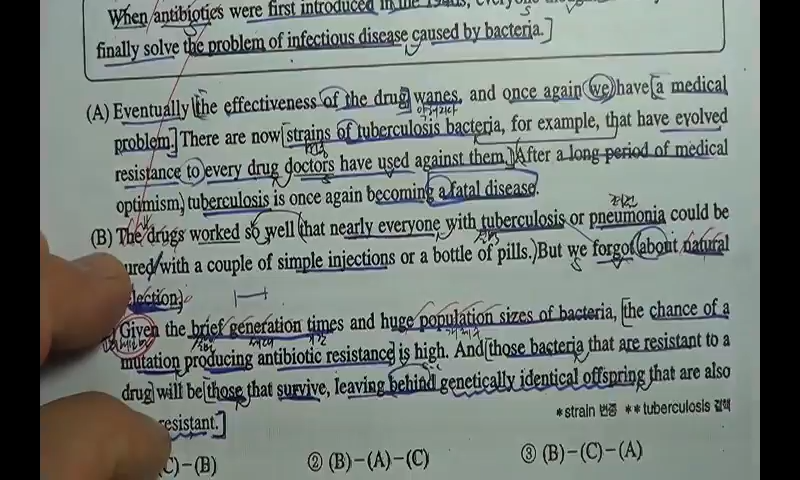 When antibiotics were first introduced in the 1940s, everyone
finally solve the problem of infectious disease caused by bacteria.
(A) Eventually the effectiveness of the drug wanes, and once again we have a medical
problem. There are now strains of tuberculosis bacteria, for example, that have evolved
resistance to every drug doctors have used against them. After a long period of medical
optimism, tuberculosis is once again becoming a fatal disease.
(B) The drugs worked so well that nearly everyone with tuberculosis or pneumonia could be
ured with a couple of simple injections or a bottle of pills. But we forgot about natural
lection.
Given the brief generation times and huge population sizes of bacteria, the chance of a
mutation producing antibiotic resistance is high. And those bacteria that are resistant to a
drug will be those that survive, leaving behind genetically identical offspring that are also
resistant.
*strain 변종 **tuberculosis 결핵
C)-(B) ② (B)-(A)-(C) ③ (B)-(C)-(A)